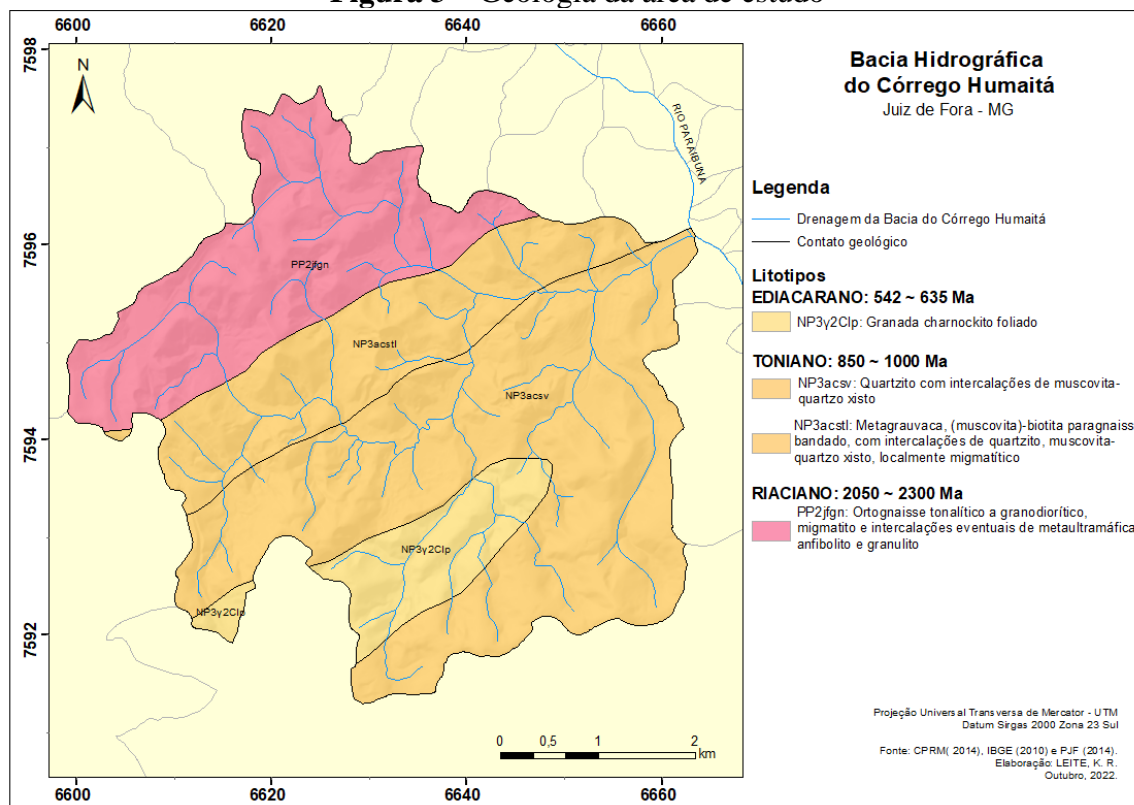 Figura 3 – Geologia da área de estudo
6600
6620
6640
6660
7598
7596
7594
7592
N
RIO PARAIBUNA
PP2jfgn
NP3acstl
NP3acsv
NP3γ2Clp
NP3γ2Clp
0 0,5 1 2
km
6600
6620
6640
6660
Bacia Hidrográfica
do Córrego Humaitá
Juiz de Fora - MG
Legenda
Drenagem da Bacia do Córrego Humaitá
Contato geológico
Litotipos
EDIACARANO: 542 ~ 635 Ma
NP3γ2Clp: Granada charnockito foliado
TONIANO: 850 ~ 1000 Ma
NP3acsv: Quartzito com intercalações de muscovita-
quartzo xisto
NP3acstl: Metagrauvaca, (muscovita)-biotita paragnaiss
bandado, com intercalações de quartzito, muscovita-
quartzo xisto, localmente migmatítico
RIACIANO: 2050 ~ 2300 Ma
PP2jfgn: Ortognaisse tonalítico a granodiorítico,
migmatito e intercalações eventuais de metaultramáfica
anfibolito e granulito
Projeção Universal Transversa de Mercator - UTM
Datum Sirgas 2000 Zona 23 Sul
Fonte: CPRM( 2014), IBGE (2010) e PJF (2014).
Elaboração: LEITE, K. R.
Outubro, 2022.